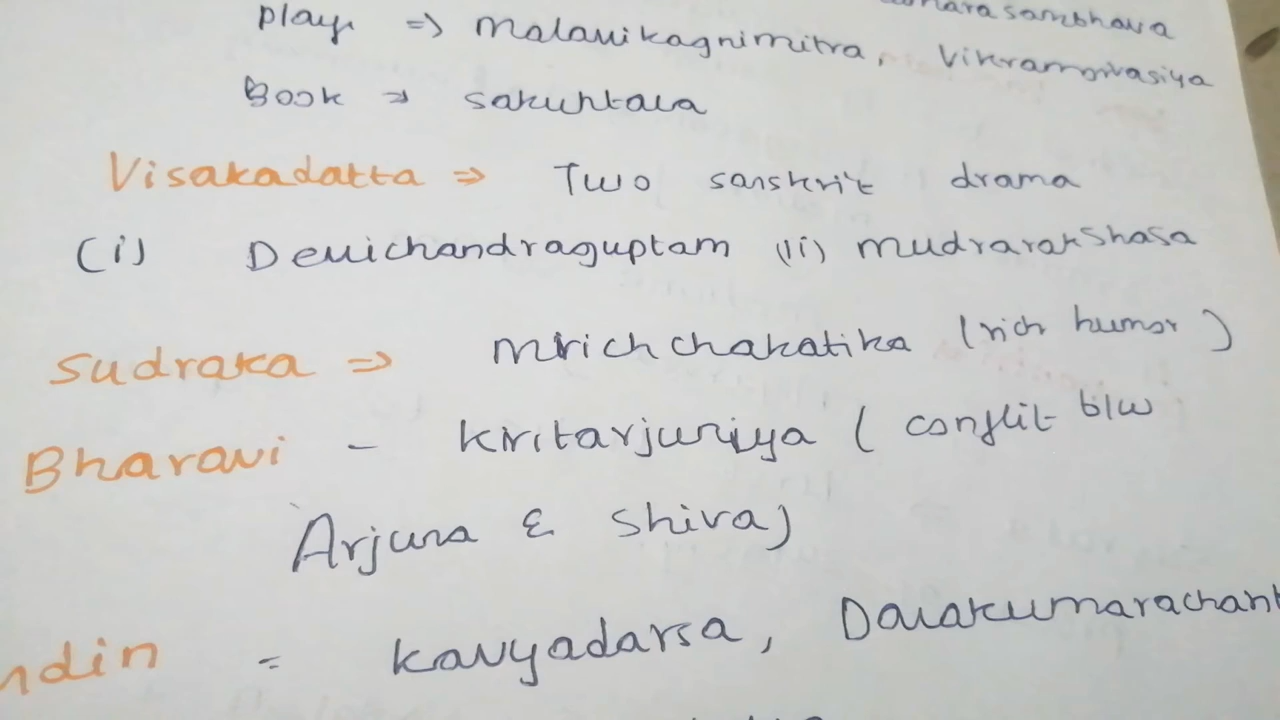 play => malavikagnimitra, Vikramorvasiya
Book => sakuntala
Visakadatta => Two sanskrit drama
(i) Devichandraguptam (ii) mudrarakshasa
Sudraka => mrichchakatika (rich humor)
Bharavi - kiritarjuniya ( conflit b/w
Arjuna & Shiva)
ndin = kavyadarsa,